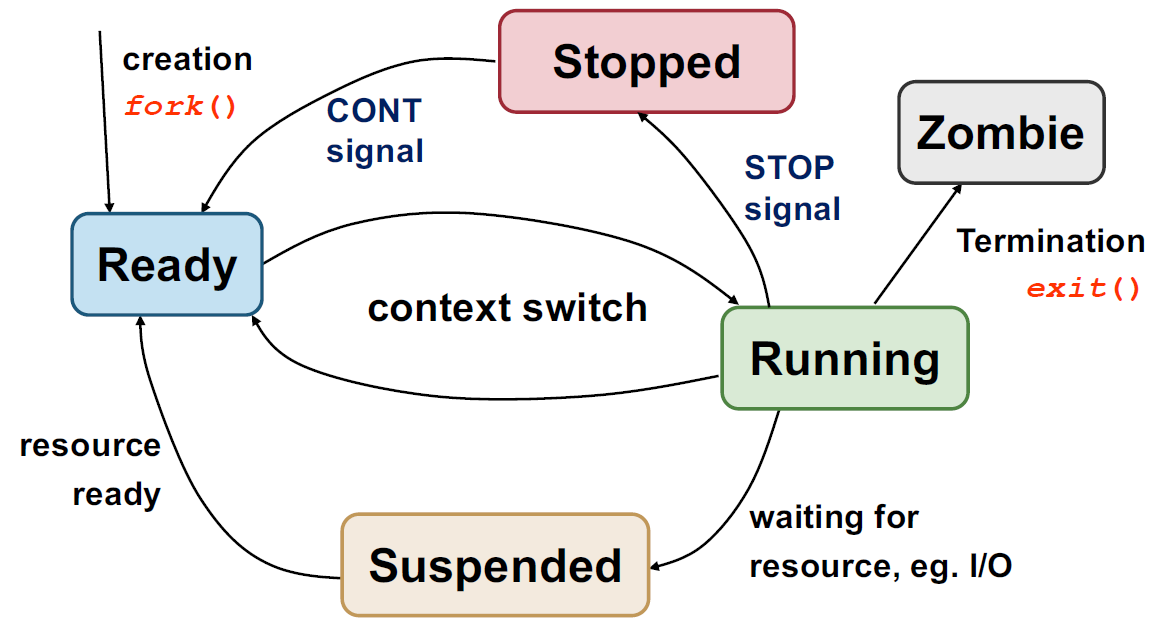 Stopped
creation
fork()
CONT
signal
Zombie
STOP
signal
Ready
Termination
exit()
context switch
Running
resource
ready
waiting for
resource, eg. I/O
Suspended